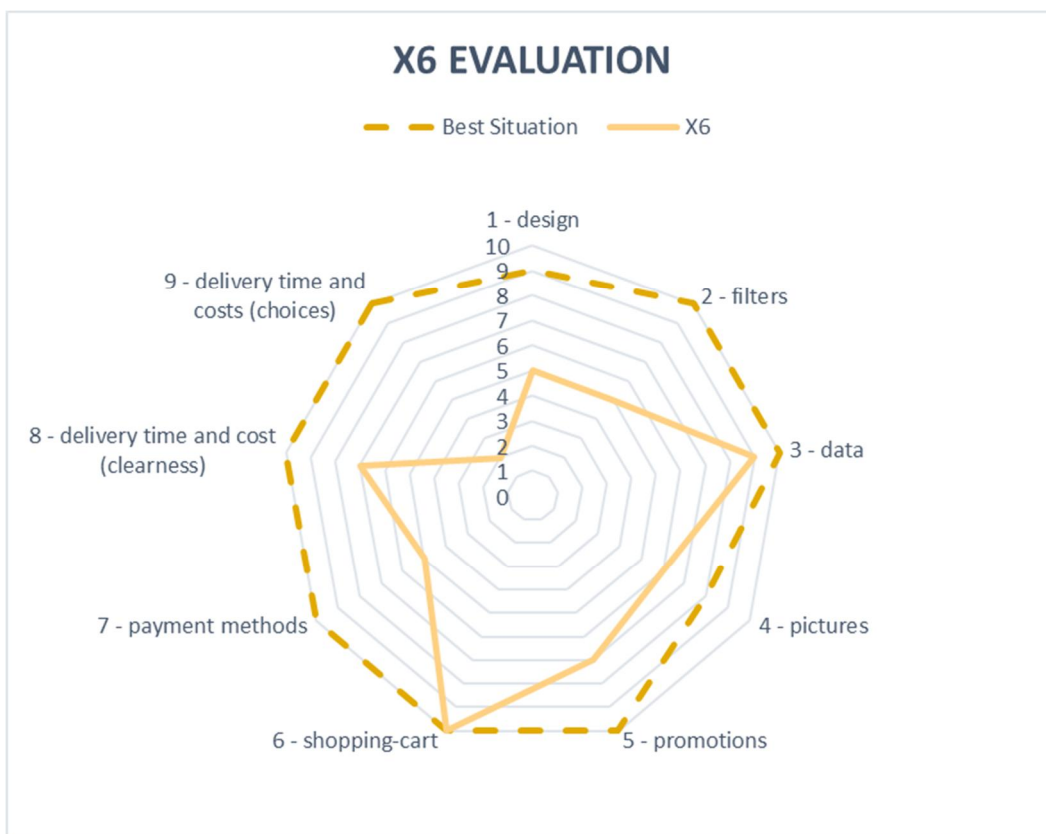 X6 EVALUATION
Best Situation
X6
1 - design
10
9
8
7
6
5
4
3
2
1
0
2 - filters
3 - data
4 - pictures
5 - promotions
6 - shopping-cart
7 - payment methods
8 - delivery time and cost
(clearness)
9 - delivery time and
costs (choices)